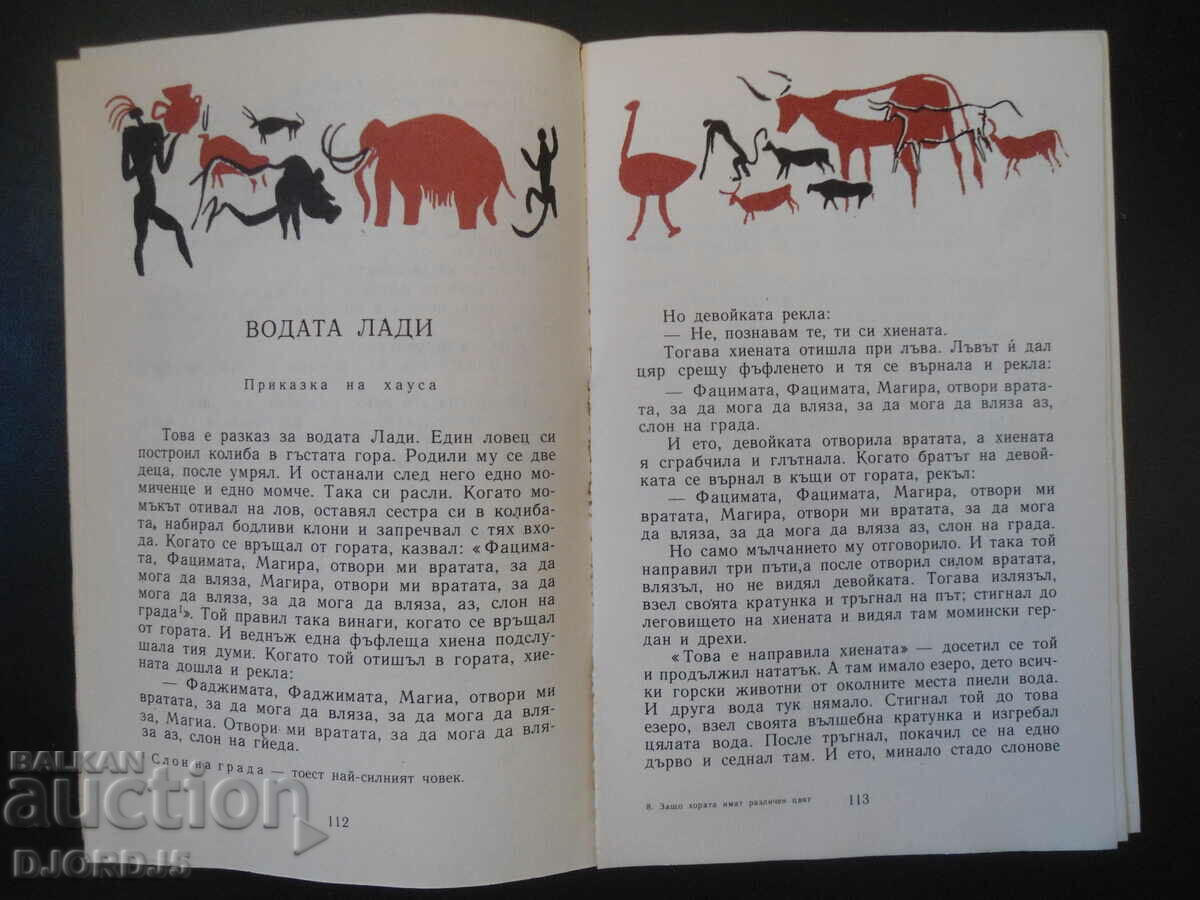 ВОДАТА ЛАДИ
Приказка на хауса
Това е разказ за водата Лади. Един ловец си
построил колиба в гъстата гора. Родили му се две
деца, после умрял. И останали след него едно мо-
миченце и едно момче. Така си расли. Когато мо-
мъкът отивал на лов, оставял сестра си в колиба-
та, набирал бодливи клони и запречвал с тях вхо-
да. Когато се връщал от гората, казвал: «Фацима-
та, Фацимата, Магира, отвори ми вратата, за да
мога да вляза, Магира, отвори ми вратата, за да
мога да вляза, за да мога да вляза, аз, слон на
града¹». Той правил така винаги, когато се връщал
от гората. И веднъж една фъфлеща хиена подслу-
шала тия думи. Когато той отишъл в гората, хие-
ната дошла и рекла:
— Фаджимата, Фаджимата, Магиа, отвори ми
вратата, за да мога да вляза, за да мога да вля-
за, Магиа. Отвори ми вратата, за да мога да вля-
за аз, слон на гйеда.
Слон на града — тоест най-силният човек.
112
Но девойката рекла:
— Не, познавам те, ти си хиената.
Тогава хиената отишла при лъва. Лъвът ѝ дал
цяр срещу фъфленето и тя се върнала и рекла:
— Фацимата, Фацимата, Магира, отвори врата-
та, за да мога да вляза, за да мога да вляза аз,
слон на града.
И ето, девойката отворила вратата, а хиената
я сграбчила и глътнала. Когато братът на девой-
ката се върнал в къщи от гората, рекъл:
— Фацимата, Фацимата, Магира, отвори ми
вратата, Магира, отвори ми вратата, за да мога
да вляза, за да мога да вляза аз, слон на града.
Но само мълчанието му отговорило. И така той
направил три пъти,а после отворил силом вратата,
влязъл, но не видял девойката. Тогава излязъл,
взел своята кратунка и тръгнал на път; стигнал до
леговището на хиената и видял там момински гер-
дан и дрехи.
«Това е направила хиената» — досетил се той
и продължил нататък. А там имало езеро, дето всич-
ки горски животни от околните места пиели вода.
И друга вода тук нямало. Стигнал той до това
езеро, взел своята вълшебна кратунка и изгребал
цялата вода. После тръгнал, покачил се на едно
дърво и седнал там. И ето, минало стадо слонове
8. Защо хората имат различен цвят
113
BALKAN
auction
DJORDJ5